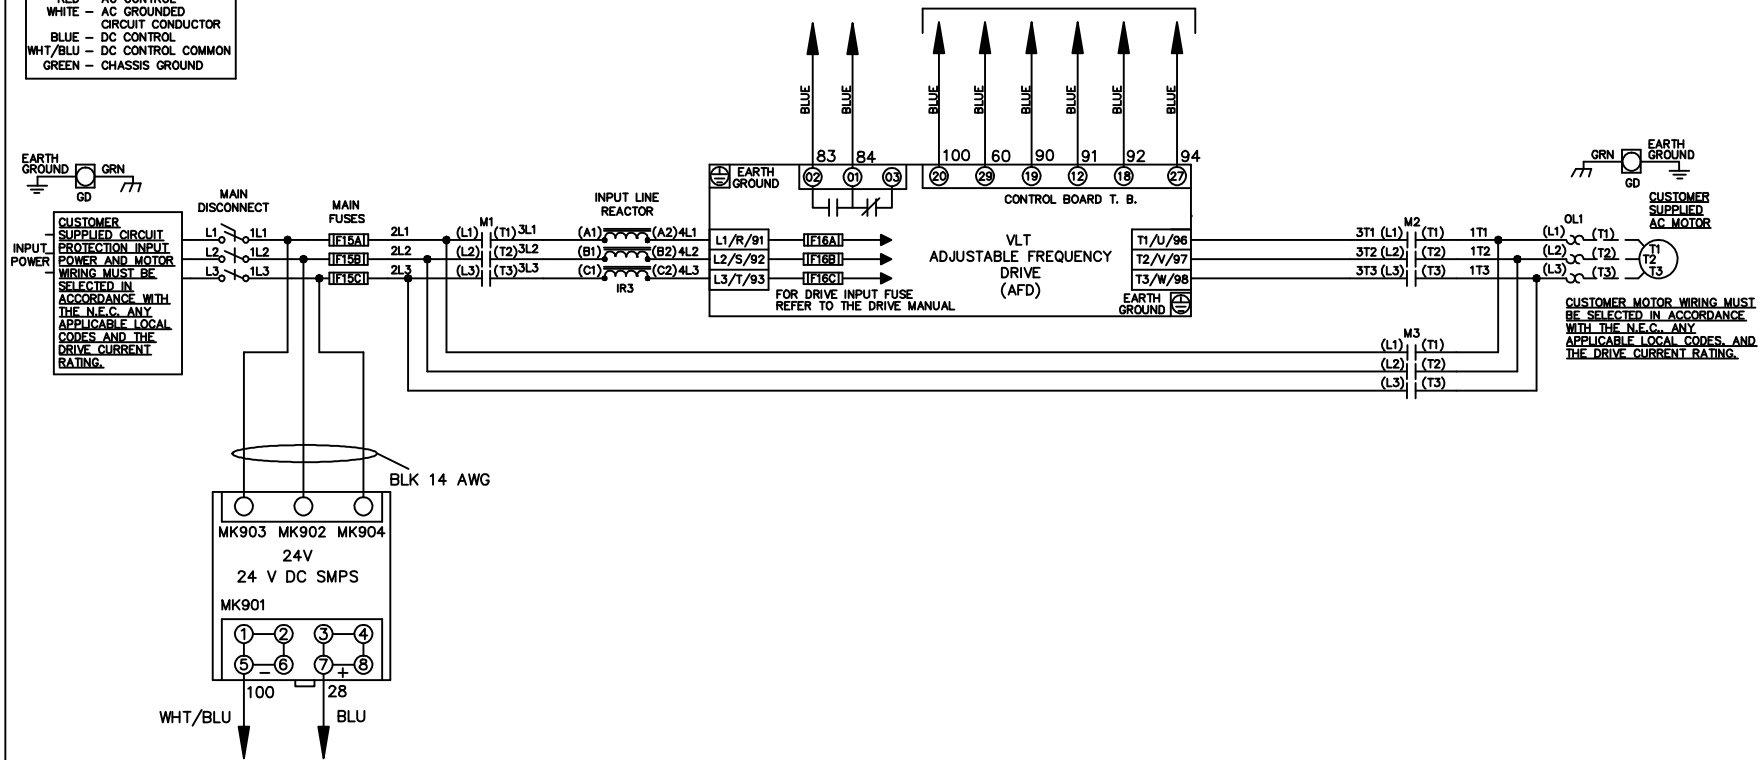 RED – AC CONTROL
WHITE – AC GROUNDED
CIRCUIT CONDUCTOR
BLUE – DC CONTROL
WHT/BLU – DC CONTROL COMMON
GREEN – CHASSIS GROUND
BLUE
BLUE
BLUE
BLUE
BLUE
BLUE
BLUE
BLUE
83
84
100
60
90
91
92
94
EARTH
GROUND
GRN
GD
EARTH
GROUND
02
01
03
20
29
19
12
18
27
CONTROL BOARD T. B.
GRN
EARTH
GROUND
GD
CUSTOMER
SUPPLIED
AC MOTOR
INPUT
POWER
CUSTOMER
SUPPLIED CIRCUIT
PROTECTION INPUT
POWER AND MOTOR
WIRING MUST BE
SELECTED IN
ACCORDANCE WITH
THE N.E.C. ANY
APPLICABLE LOCAL
CODES AND THE
DRIVE CURRENT
RATING.
MAIN
DISCONNECT
MAIN
FUSES
INPUT LINE
REACTOR
M1
M2
OL1
L1 1L1 F15A 2L1 (L1) (T1) 3L1 (A1) (A2) 4L1 L1/R/91 F16A T1/U/96 3T1 (L1) (T1) 1T1 (L1) (T1) T1
L2 1L2 F15B 2L2 (L2) (T2) 3L2 (B1) (B2) 4L2 L2/S/92 F16B T2/V/97 3T2 (L2) (T2) 1T2 (L2) (T2) T2
L3 1L3 F15C 2L3 (L3) (T3) 3L3 (C1) (C2) 4L3 L3/T/93 F16C T3/W/98 3T3 (L3) (T3) 1T3 (L3) (T3) T3
IR3
VLT
ADJUSTABLE FREQUENCY
DRIVE
(AFD)
FOR DRIVE INPUT FUSE
REFER TO THE DRIVE MANUAL
EARTH
GROUND
CUSTOMER MOTOR WIRING MUST
BE SELECTED IN ACCORDANCE
WITH THE N.E.C., ANY
APPLICABLE LOCAL CODES, AND
THE DRIVE CURRENT RATING.
M3
(L1) (T1)
(L2) (T2)
(L3) (T3)
BLK 14 AWG
MK903 MK902 MK904
24V
24 V DC SMPS
MK901
1 2 3 4
5 6 7 8
– +
100 28
WHT/BLU BLU